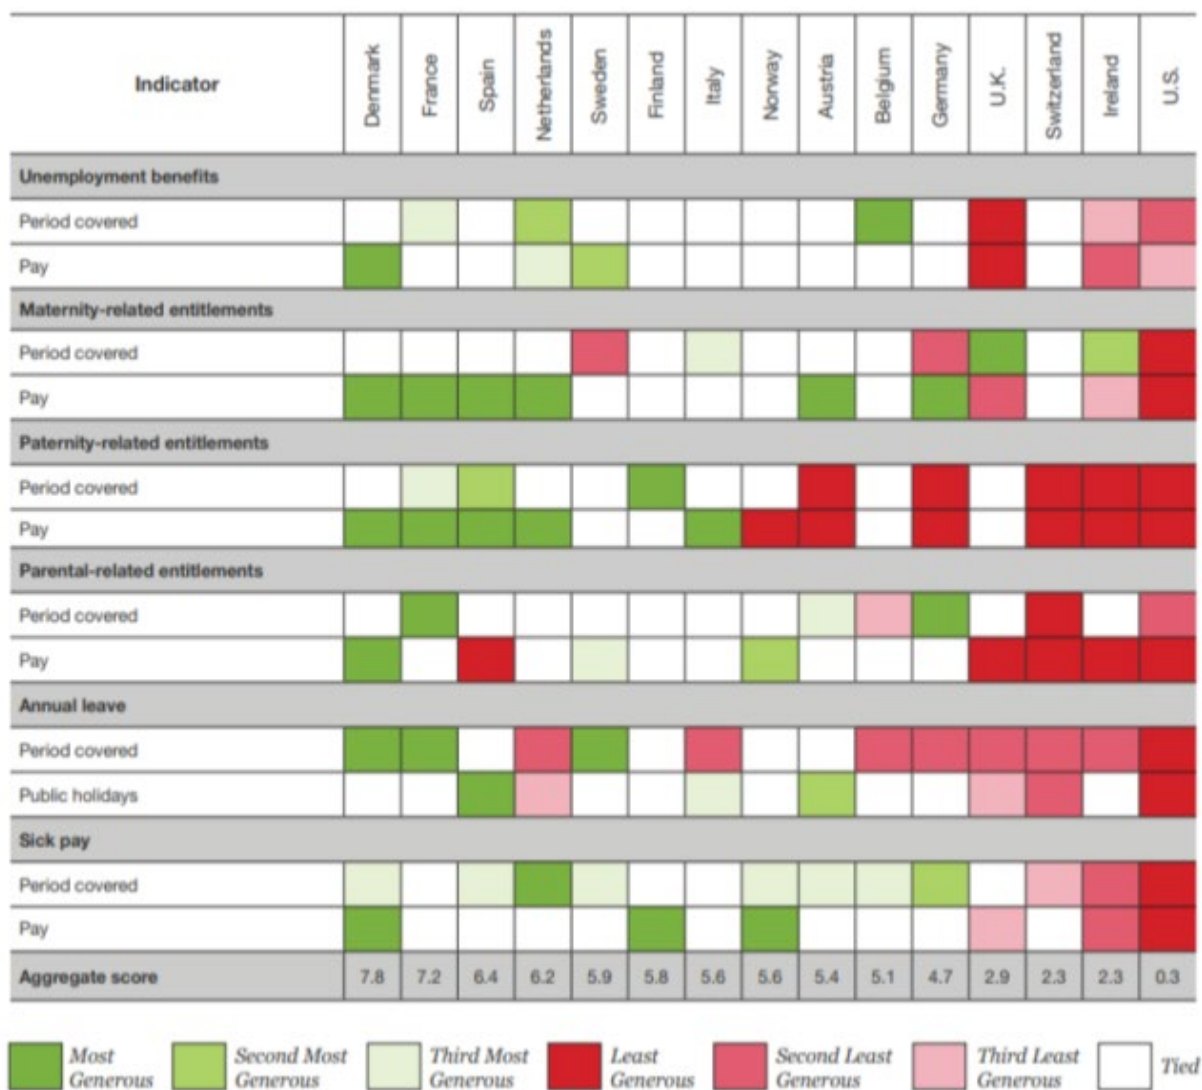 Indicator Denmark France Spain Netherlands Sweden Finland Italy Norway Austria Belgium Germany U.K. Switzerland Ireland U.S.
Unemployment benefits
Period covered
Pay
Maternity-related entitlements
Period covered
Pay
Paternity-related entitlements
Period covered
Pay
Parental-related entitlements
Period covered
Pay
Annual leave
Period covered
Public holidays
Sick pay
Period covered
Pay
Aggregate score 7.8 7.2 6.4 6.2 5.9 5.8 5.6 5.6 5.4 5.1 4.7 2.9 2.3 2.3 0.3
Most Second Most Third Most Least Second Least Third Least Tied
Generous Generous Generous Generous Generous Generous